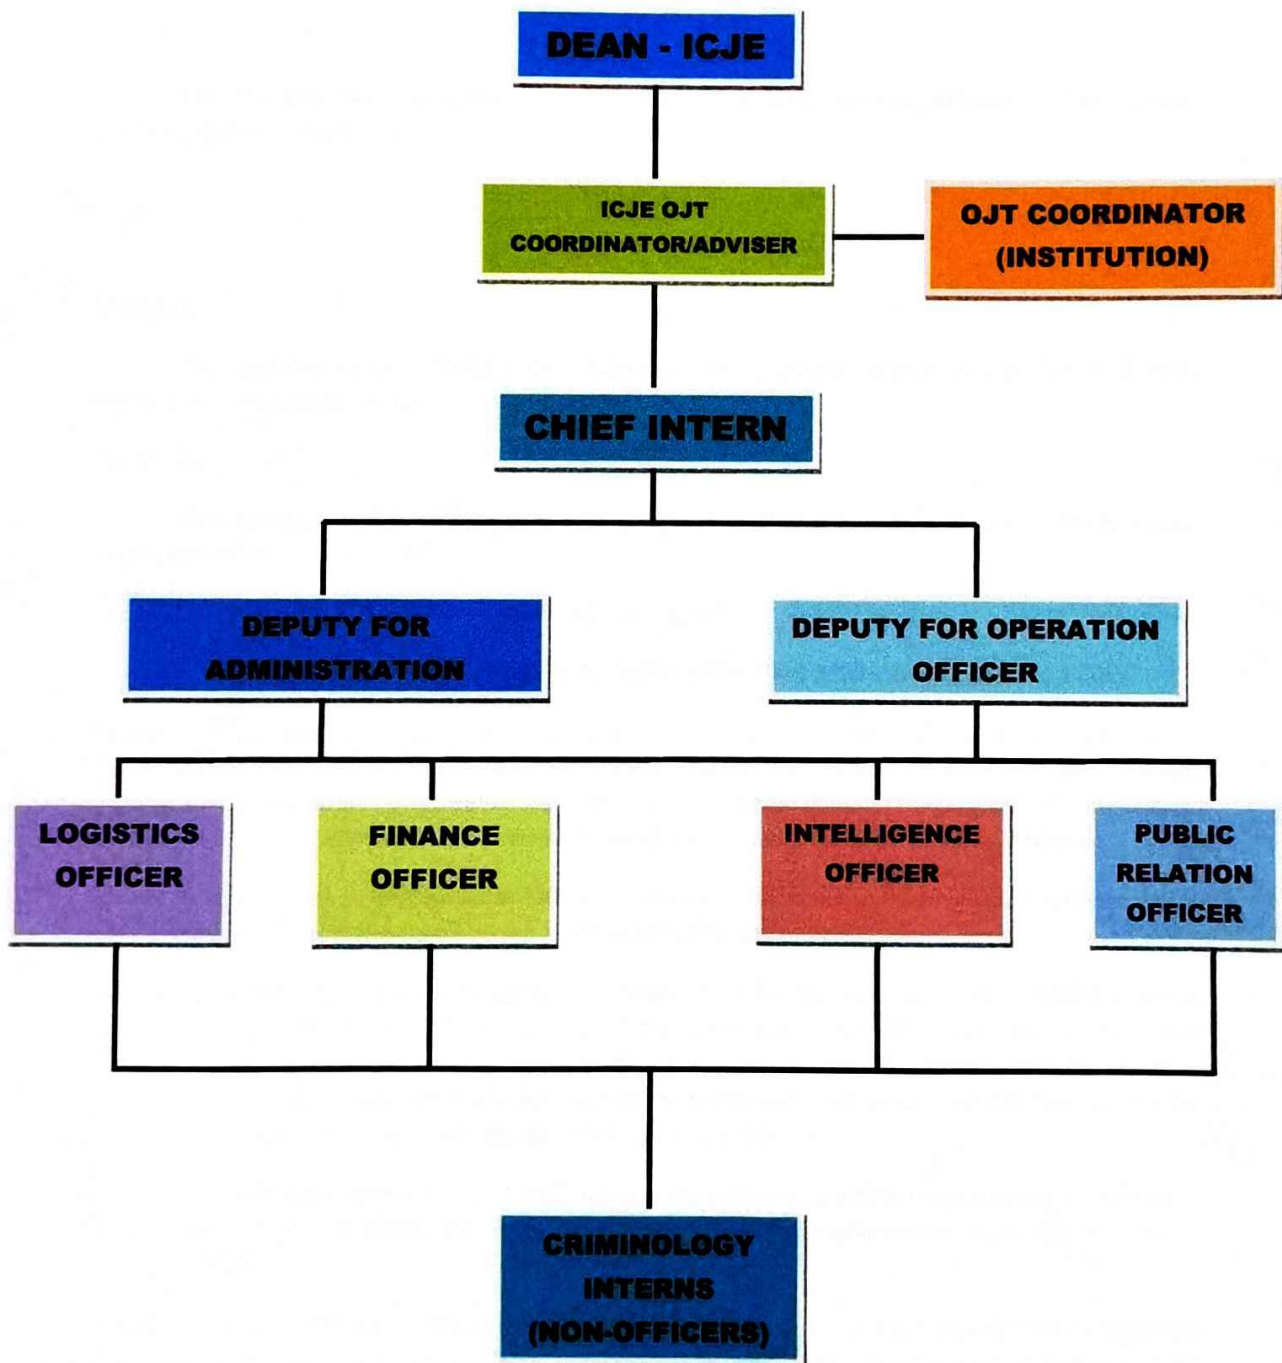 DEAN - ICJE
ICJE OJT
COORDINATOR/ADVISER
OJT COORDINATOR
(INSTITUTION)
CHIEF INTERN
DEPUTY FOR
ADMINISTRATION
DEPUTY FOR OPERATION
OFFICER
LOGISTICS
OFFICER
FINANCE
OFFICER
INTELLIGENCE
OFFICER
PUBLIC
RELATION
OFFICER
CRIMINOLOGY
INTERNS
(NON-OFFICERS)